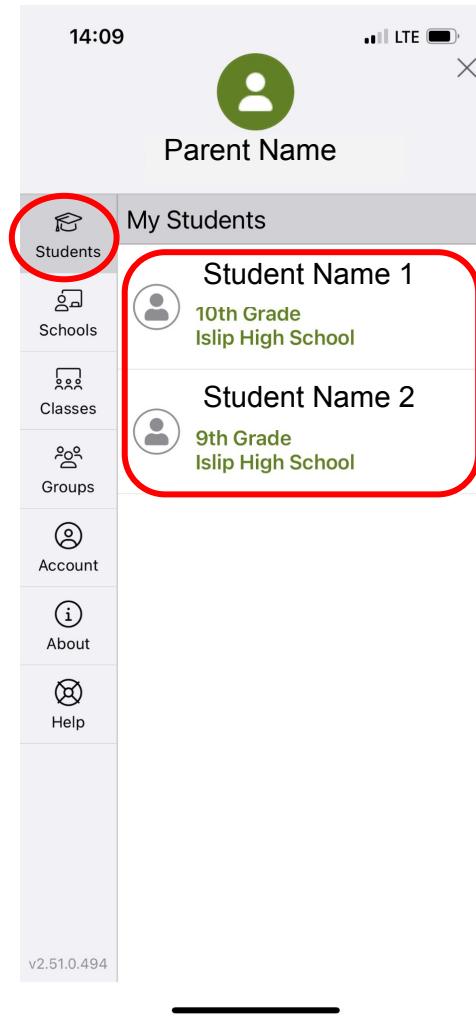 14:09
LTE
Parent Name
Students
My Students
Student Name 1
10th Grade
Islip High School
Schools
Student Name 2
9th Grade
Islip High School
Classes
Groups
Account
About
Help
v2.51.0.494